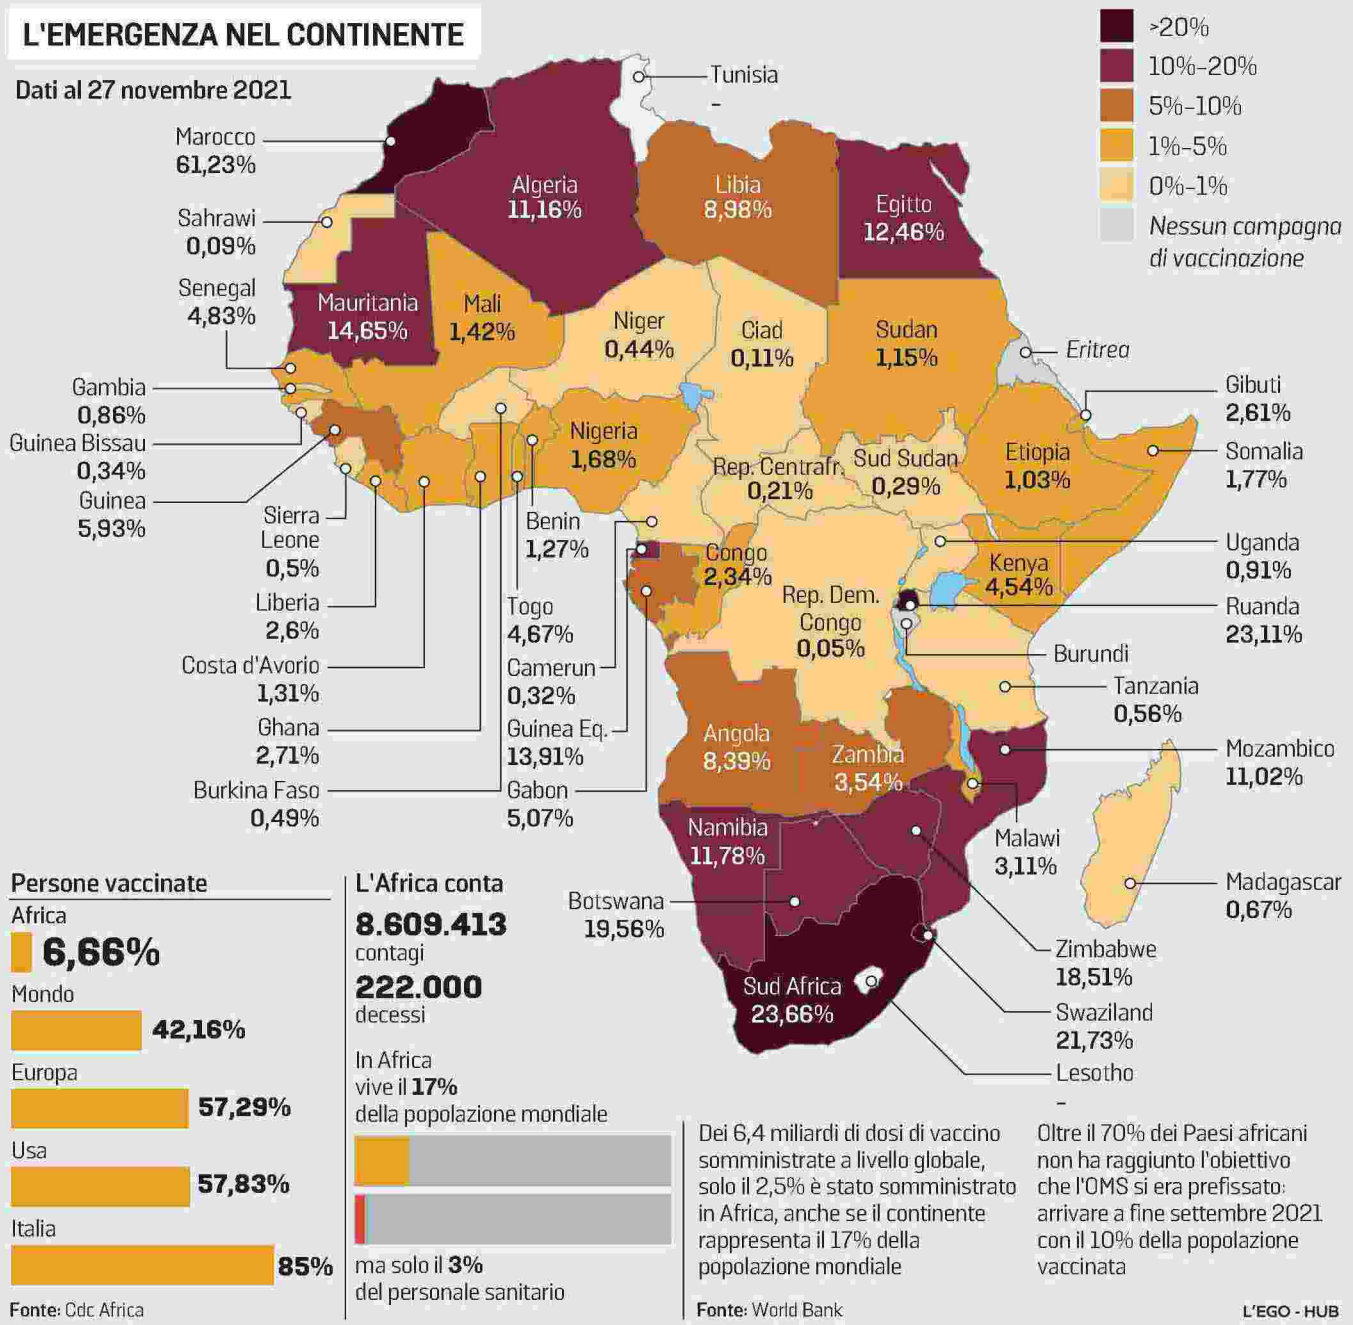 L'EMERGENZA NEL CONTINENTE
Dati al 27 novembre 2021
>20%
10%-20%
5%-10%
1%-5%
0%-1%
Nessun campagna
di vaccinazione
Tunisia
-
Marocco
61,23%
Algeria
11,16%
Libia
8,98%
Egitto
12,46%
Sahrawi
0,09%
Senegal
4,83%
Mauritania
14,65%
Mali
1,42%
Niger
0,44%
Ciad
0,11%
Sudan
1,15%
Eritrea
Gambia
0,86%
Guinea Bissau
0,34%
Guinea
5,93%
Nigeria
1,68%
Rep. Centrafr.
0,21%
Sud Sudan
0,29%
Etiopia
1,03%
Gibuti
2,61%
Somalia
1,77%
Sierra
Leone
0,5%
Liberia
2,6%
Costa d'Avorio
1,31%
Ghana
2,71%
Burkina Faso
0,49%
Benin
1,27%
Togo
4,67%
Camerun
0,32%
Guinea Eq.
13,91%
Gabon
5,07%
Congo
2,34%
Rep. Dem.
Congo
0,05%
Kenya
4,54%
Uganda
0,91%
Ruanda
23,11%
Burundi
Tanzania
0,56%
Angola
8,39%
Zambia
3,54%
Mozambico
11,02%
Malawi
3,11%
Namibia
11,78%
Botswana
19,56%
Madagascar
0,67%
Zimbabwe
18,51%
Sud Africa
23,66%
Swaziland
21,73%
Lesotho
-
Persone vaccinate
Africa
6,66%
Mondo
42,16%
Europa
57,29%
Usa
57,83%
Italia
85%
Fonte: Cdc Africa
L'Africa conta
8.609.413
contagi
222.000
decessi
In Africa
vive il 17%
della popolazione mondiale
ma solo il 3%
del personale sanitario
Dei 6,4 miliardi di dosi di vaccino
somministrate a livello globale,
solo il 2,5% è stato somministrato
in Africa, anche se il continente
rappresenta il 17% della
popolazione mondiale
Fonte: World Bank
Oltre il 70% dei Paesi africani
non ha raggiunto l'obiettivo
che l'OMS si era prefissato:
arrivare a fine settembre 2021
con il 10% della popolazione
vaccinata
L'EGO - HUB